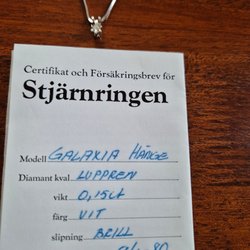 Certifikat och Försäkringsbrev för
Stjärnringen
Modell GALAXIA HÄNGE
Diamant kval LUPPREN
vikt 0,15ct
färg VIT
slipning BRILL